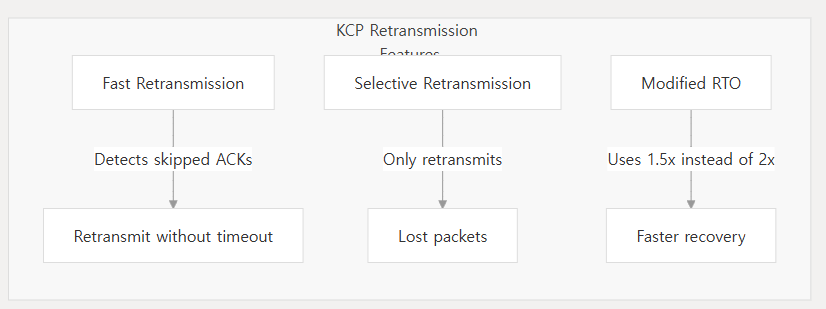 KCP Retransmission
Features
Fast Retransmission
Selective Retransmission
Modified RTO
Detects skipped ACKs
Only retransmits
Uses 1.5x instead of 2x
Retransmit without timeout
Lost packets
Faster recovery